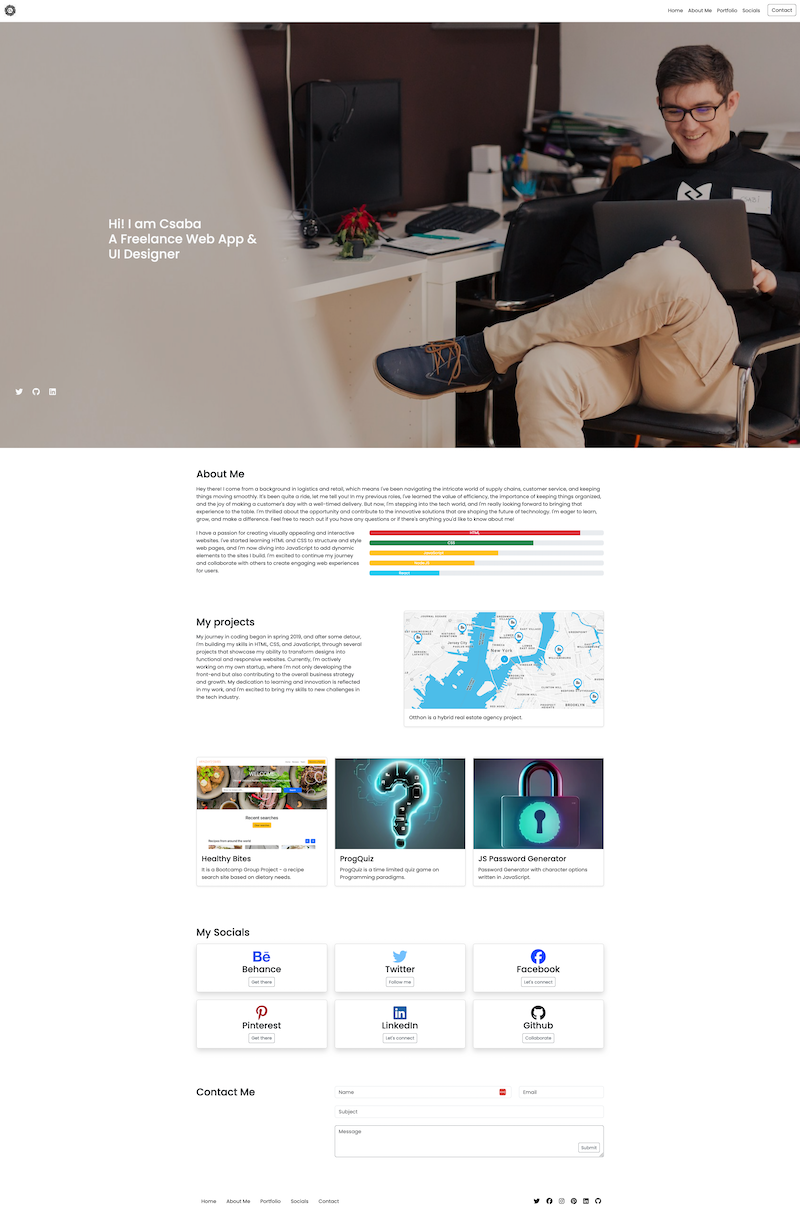 Home About Me Portfolio Socials Contact
Hi! I am Csaba
A Freelance Web App &
UI Designer
About Me
Hey there! I come from a background in logistics and retail, which means I've been navigating the intricate world of supply chains, customer service, and keeping
things moving smoothly. It's been quite a ride, let me tell you! In my previous roles, I've learned the value of efficiency, the importance of keeping things organized,
and the joy of making a customer's day with a well-timed delivery. But now, I'm stepping into the tech world, and I'm really looking forward to bringing that
experience to the table. I'm thrilled about the opportunity and contribute to the innovative solutions that are shaping the future of technology. I'm eager to learn,
grow, and make a difference. Feel free to reach out if you have any questions or if there's anything you'd like to know about me!
I have a passion for creating visually appealing and interactive
websites. I've started learning HTML and CSS to structure and style
web pages, and I'm now diving into JavaScript to add dynamic
elements to the sites I build. I'm excited to continue my journey
and collaborate with others to create engaging web experiences
for users.
HTML
CSS
JavaScript
Node.JS
React
My projects
My journey in coding began in spring 2019, and after some detour,
I'm building my skills in HTML, CSS, and JavaScript, through several
projects that showcase my ability to transform designs into
functional and responsive websites. Currently, I'm actively
working on my own startup, where I'm not only developing the
front-end but also contributing to the overall business strategy
and growth. My dedication to learning and innovation is reflected
in my work, and I'm excited to bring my skills to new challenges in
the tech industry.
New York
BROOKLYN
Otthon is a hybrid real estate agency project.
WELCOME
Recent searches
Recipes from around the world
Healthy Bites
It is a Bootcamp Group Project - a recipe
search site based on dietary needs.
ProgQuiz
ProgQuiz is a time limited quiz game on
Programming paradigms.
JS Password Generator
Password Generator with character options
written in JavaScript.
My Socials
Behance
Get there
Twitter
Follow me
Facebook
Let's connect
Pinterest
Get there
LinkedIn
Let's connect
Github
Collaborate
Contact Me
Name
Email
Subject
Message
Submit
Home About Me Portfolio Socials Contact